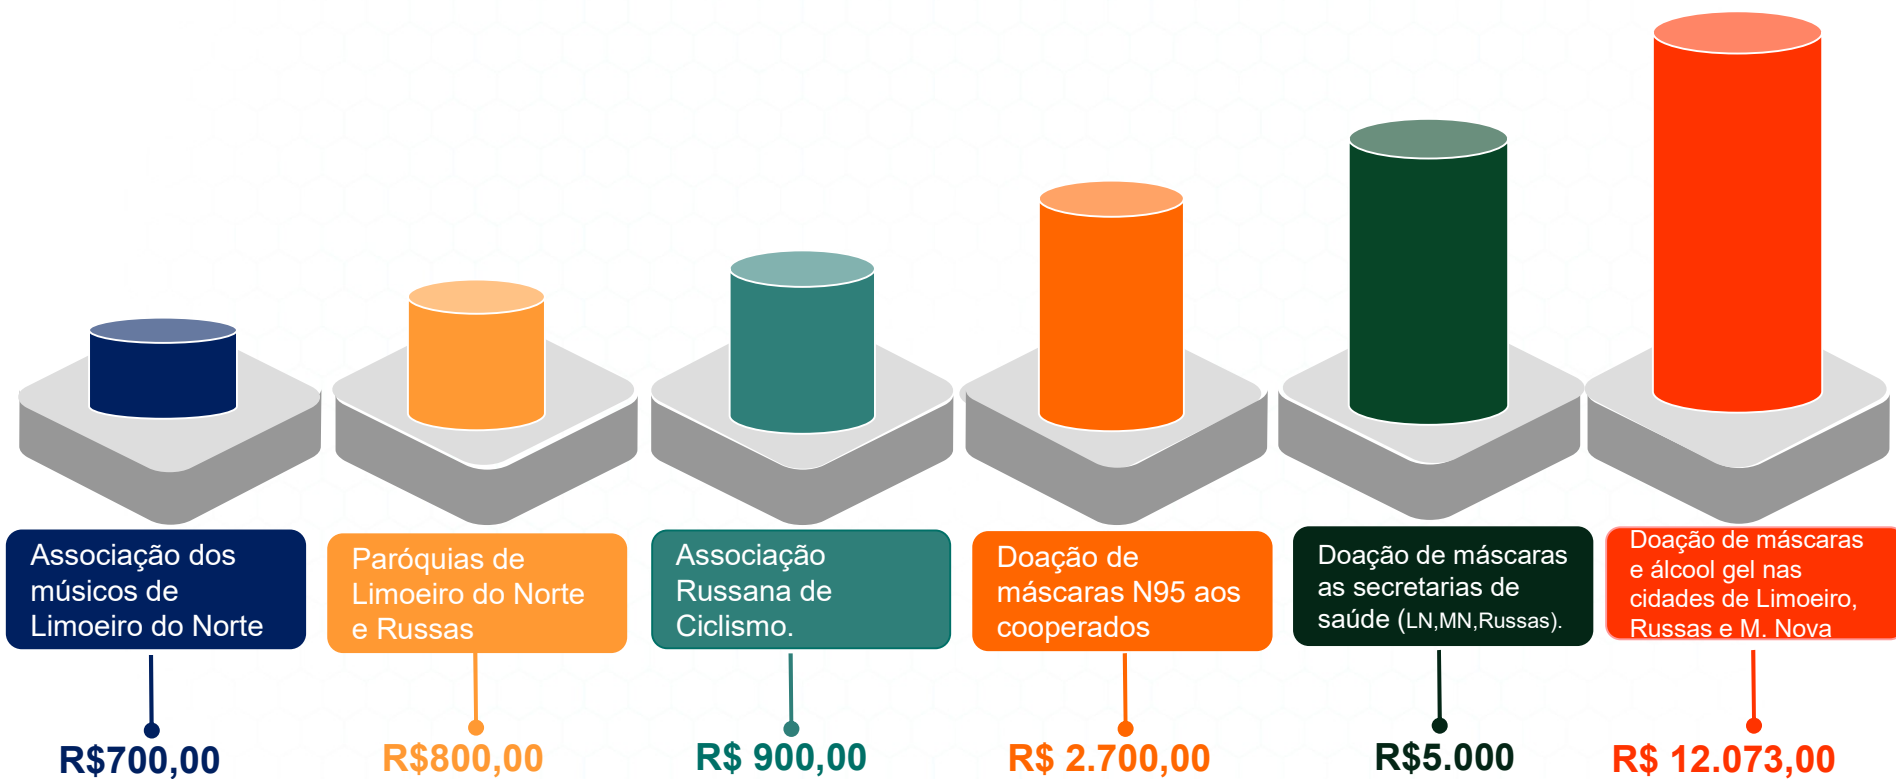 Associação dos
músicos de
Limoeiro do Norte
R$700,00
Paróquias de
Limoeiro do Norte
e Russas
R$800,00
Associação
Russana de
Ciclismo.
R$ 900,00
Doação de
máscaras N95 aos
cooperados
R$ 2.700,00
Doação de máscaras
as secretarias de
saúde (LN,MN,Russas).
R$5.000
Doação de máscaras
e álcool gel nas
cidades de Limoeiro,
Russas e M. Nova
R$ 12.073,00